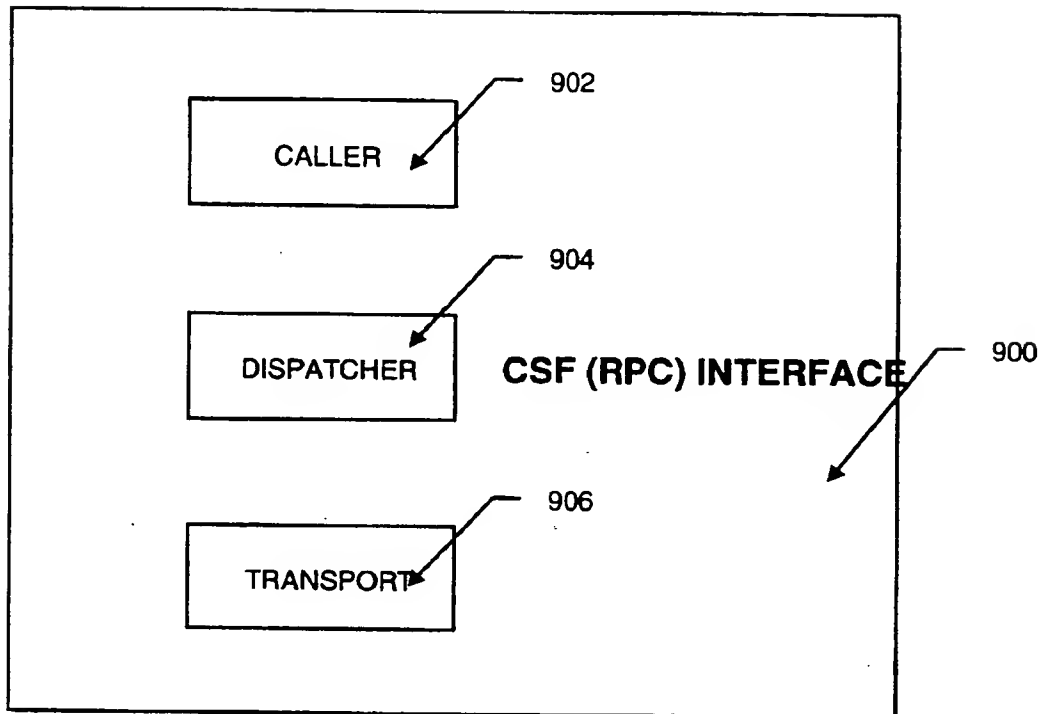 902
CALLER
904
DISPATCHER
CSF (RPC) INTERFACE
900
906
TRANSPORT